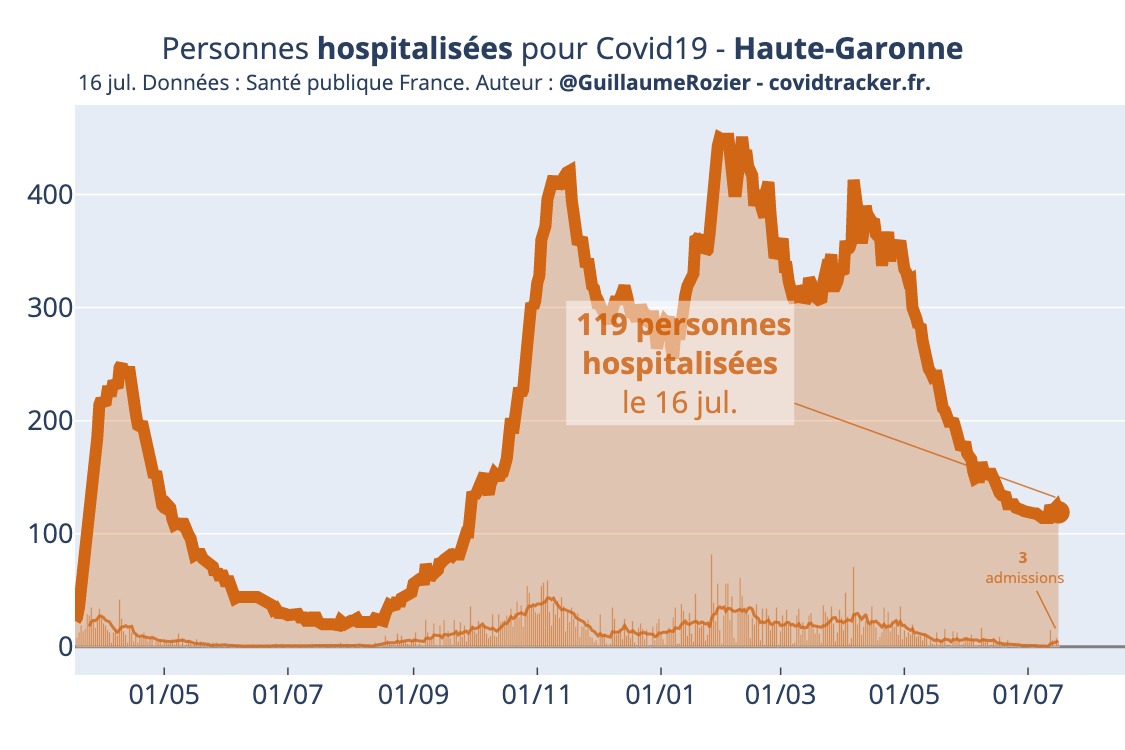 Personnes hospitalisées pour Covid19 - Haute-Garonne
16 jul. Données : Santé publique France. Auteur : @GuillaumeRozier - covidtracker.fr.
400
300
119 personnes
hospitalisées
le 16 jul.
200
100
3
admissions
0
01/05 01/07 01/09 01/11 01/01 01/03 01/05 01/07